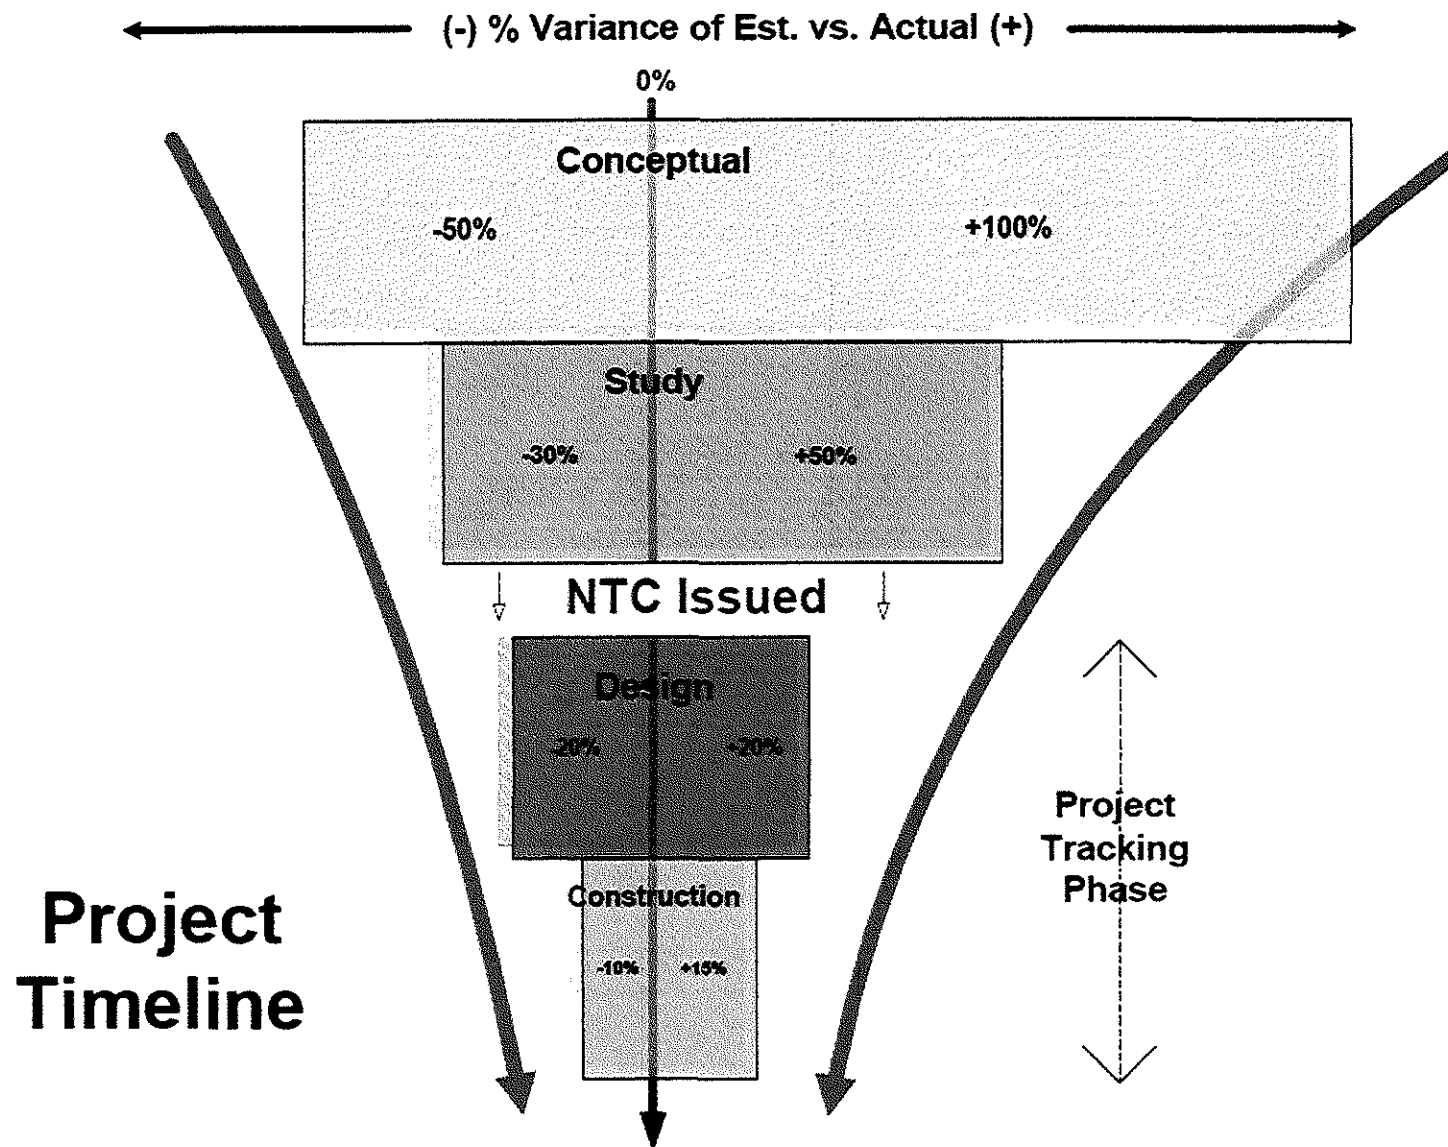 (-) % Variance of Est. vs. Actual (+)
0%
Conceptual
-50% +100%
Study
-30% +50%
NTC Issued
Design
-20% +20%
Project
Tracking
Phase
Construction
-10% +15%
Project
Timeline